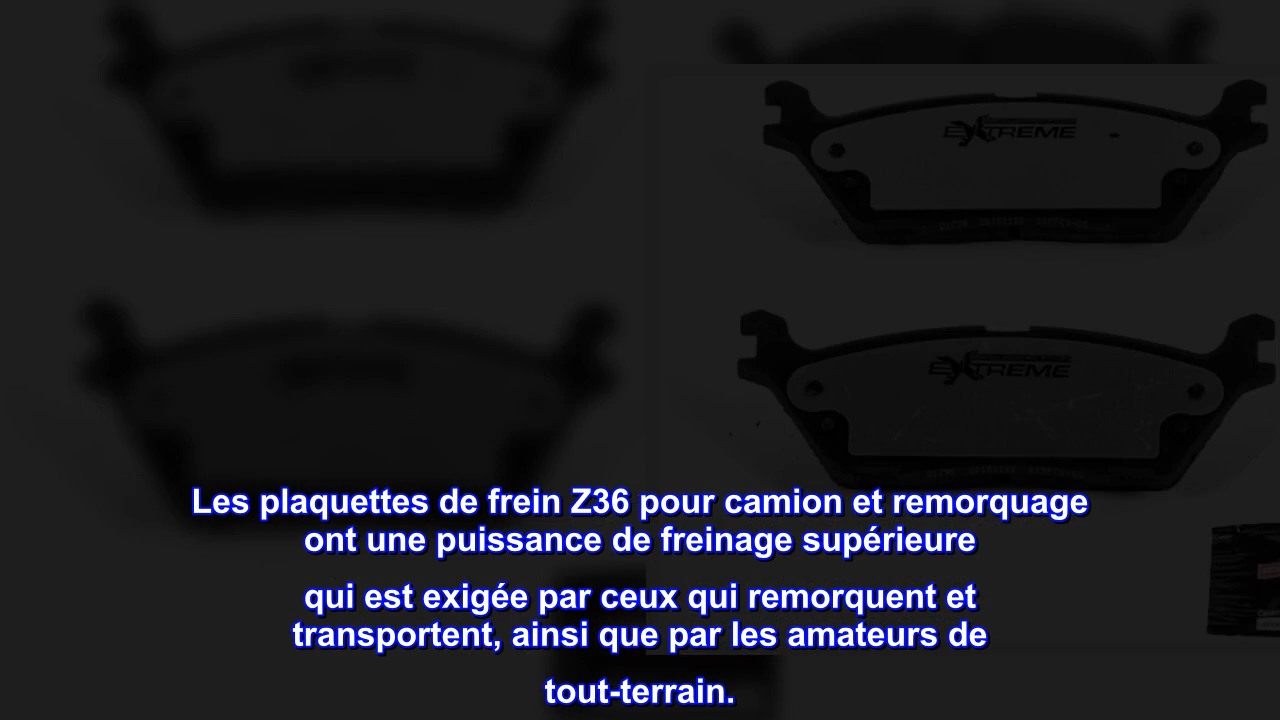 EXTREME
EXTREME
Les plaquettes de frein Z36 pour camion et remorquage
ont une puissance de freinage supérieure
qui est exigée par ceux qui remorquent et
transportent, ainsi que par les amateurs de
tout-terrain.